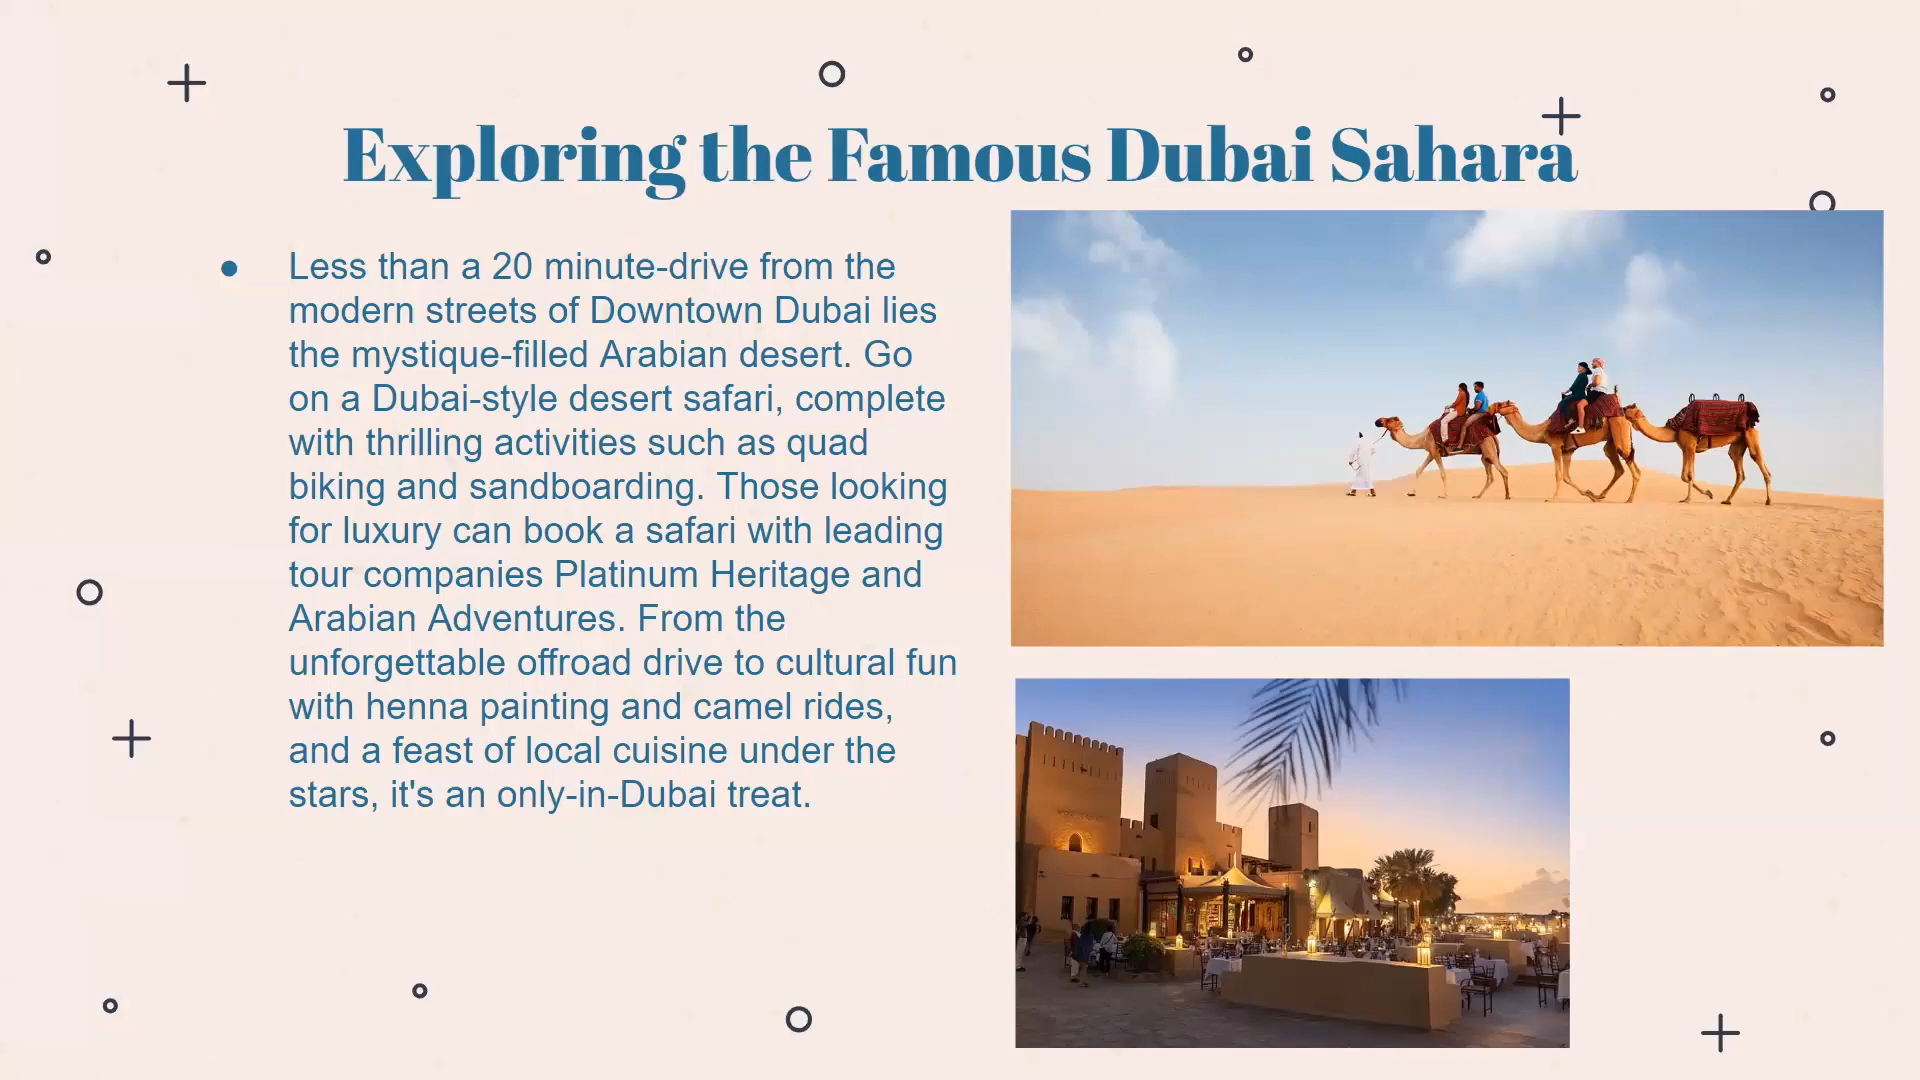 Exploring the Famous Dubai Sahara
Less than a 20 minute-drive from the
modern streets of Downtown Dubai lies
the mystique-filled Arabian desert. Go
on a Dubai-style desert safari, complete
with thrilling activities such as quad
biking and sandboarding. Those looking
for luxury can book a safari with leading
tour companies Platinum Heritage and
Arabian Adventures. From the
unforgettable offroad drive to cultural fun
with henna painting and camel rides,
and a feast of local cuisine under the
stars, it's an only-in-Dubai treat.